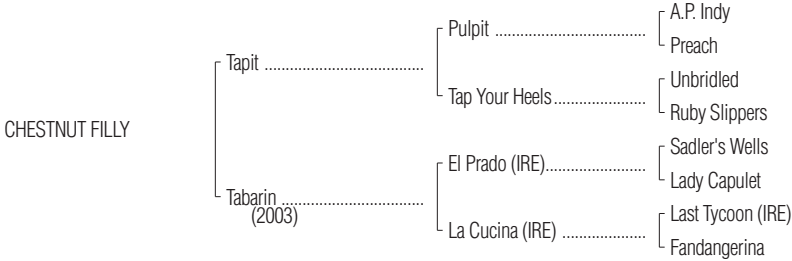 A.P. Indy
Pulpit ......................................
Preach
Tapit ........................................
Unbridled
Tap Your Heels.......................
Ruby Slippers
CHESTNUT FILLY
Sadler's Wells
El Prado (IRE).........................
Lady Capulet
Tabarin ....................................
(2003)
Last Tycoon (IRE)
La Cucina (IRE) .....................
Fandangerina